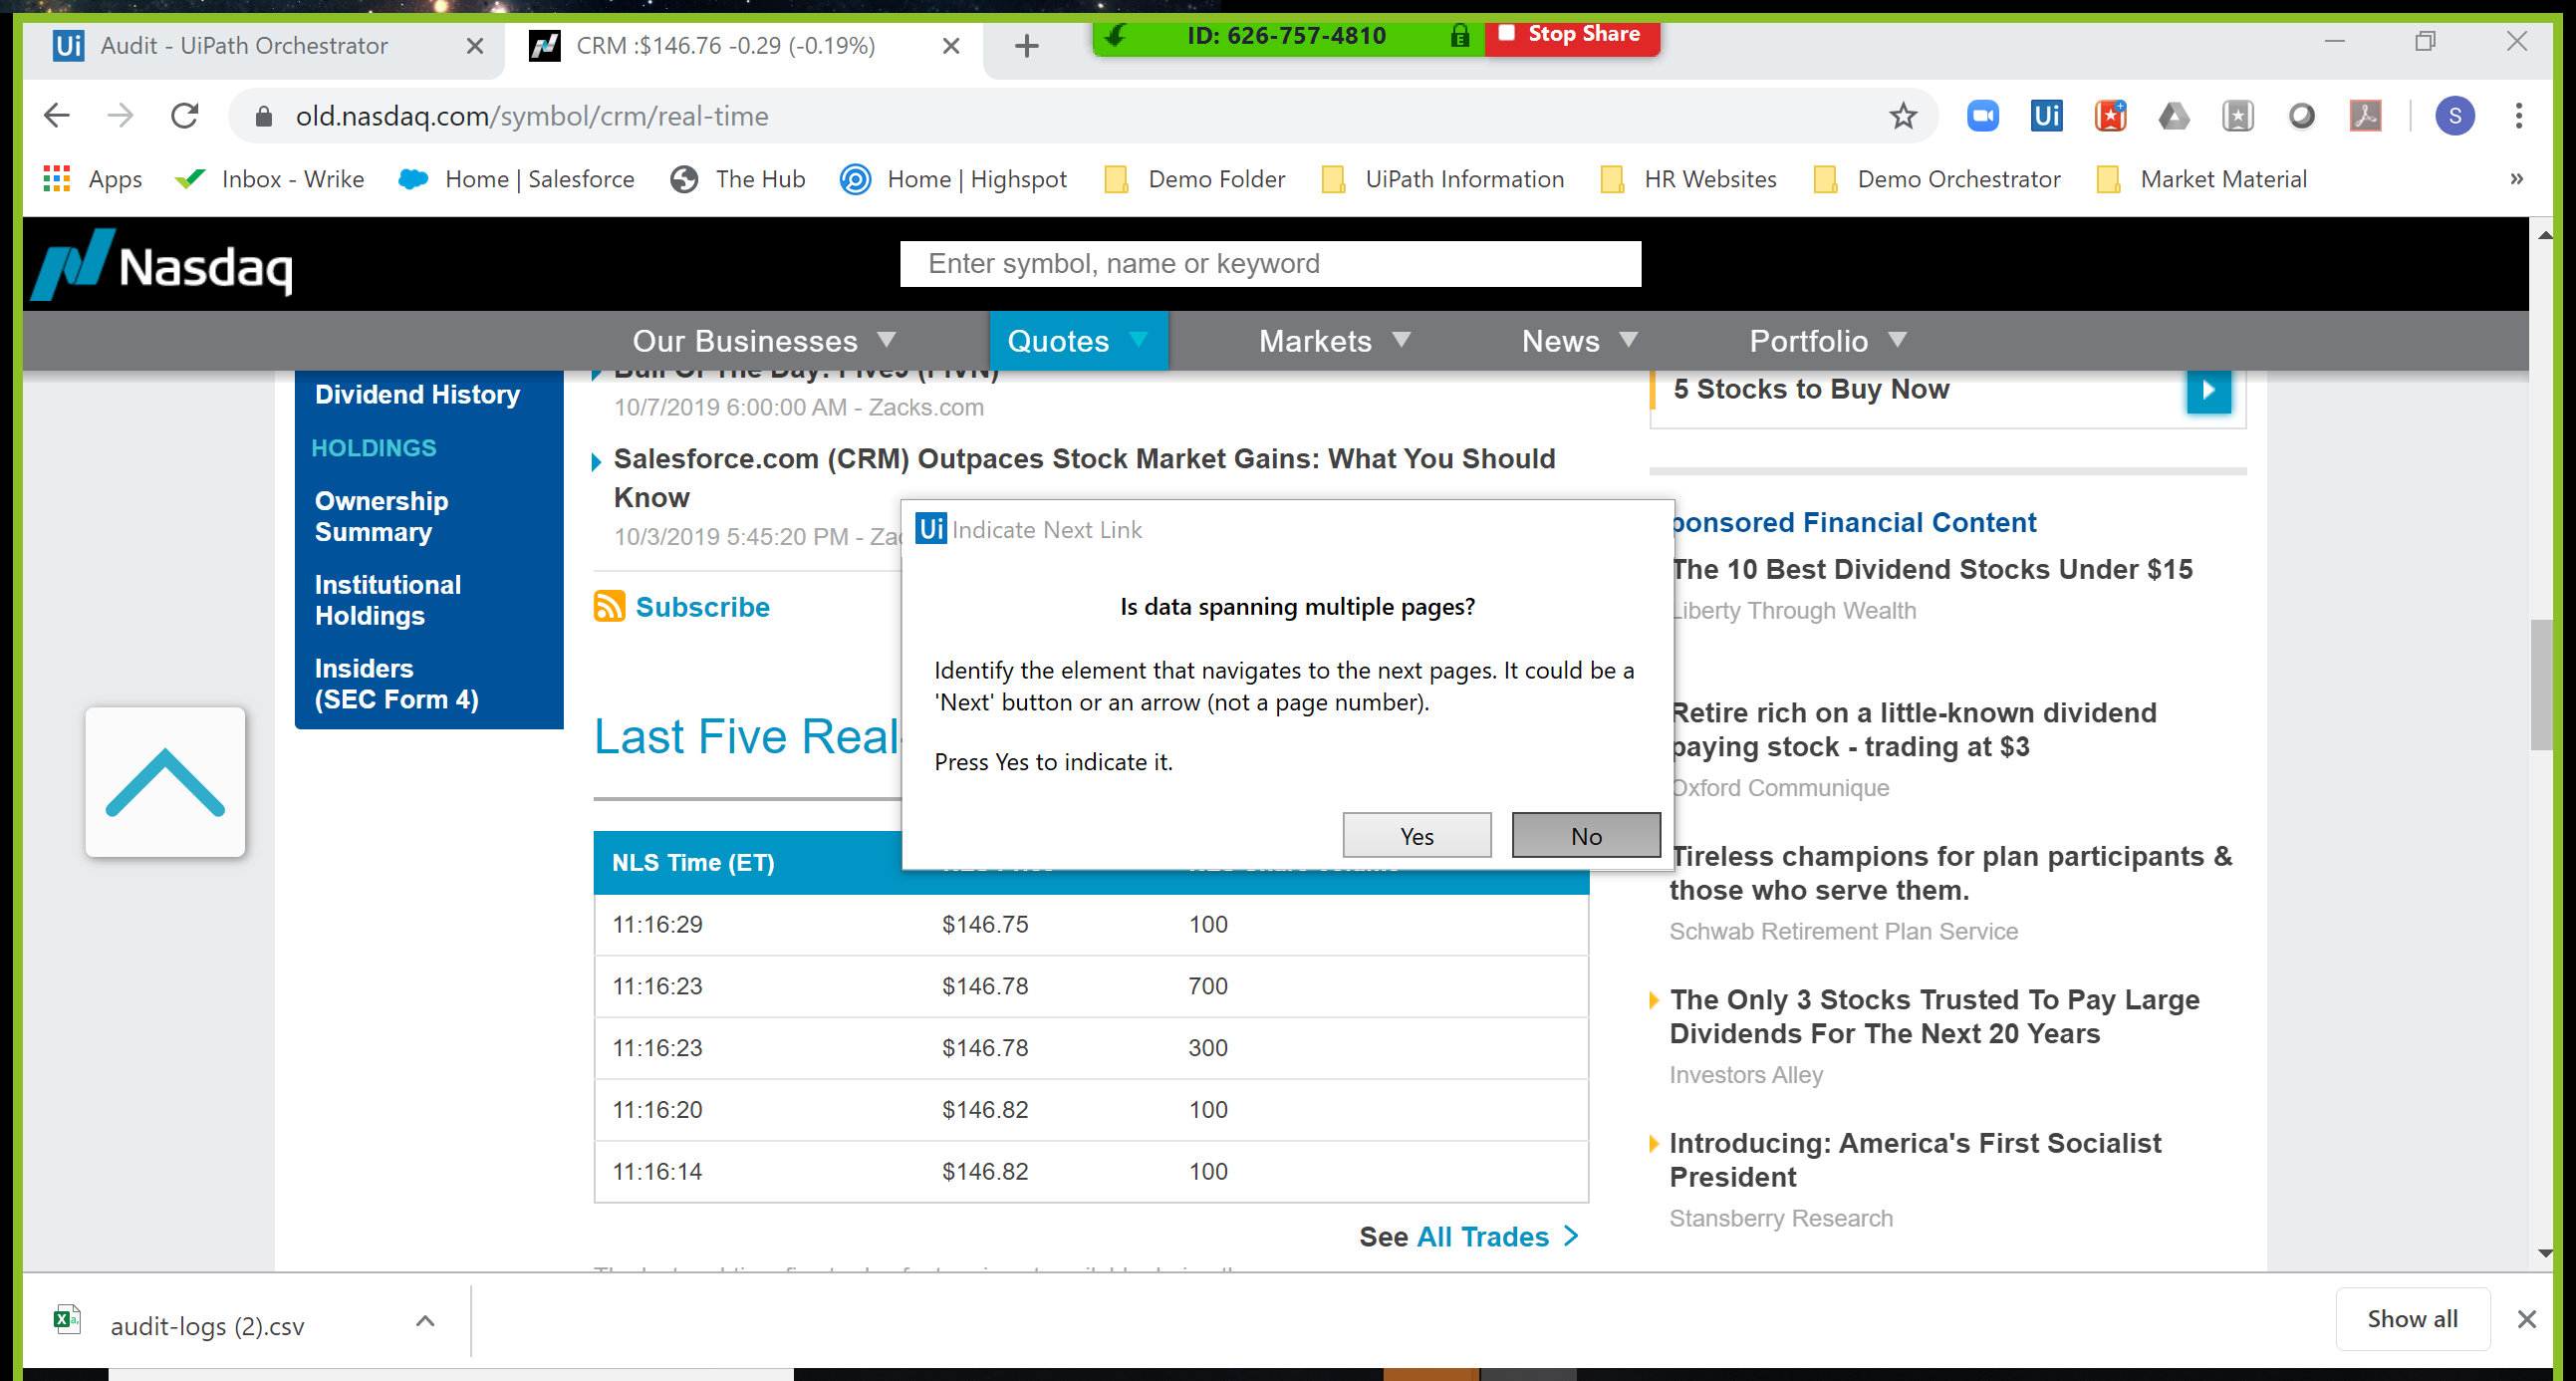 Audit - UiPath Orchestrator
CRM :$146.76 -0.29 (-0.19%)
ID: 626-757-4810
Stop Share
old.nasdaq.com/symbol/crm/real-time
Ui
S
Apps
Inbox - Wrike
Home | Salesforce
The Hub
Home | Highspot
Demo Folder
UiPath Information
HR Websites
Demo Orchestrator
Market Material
»
Nasdaq
Enter symbol, name or keyword
Our Businesses
Quotes
Markets
News
Portfolio
Dividend History
HOLDINGS
Ownership
Summary
Institutional
Holdings
Insiders
(SEC Form 4)
Bull Of The Day: Five9 (FIVN)
10/7/2019 6:00:00 AM - Zacks.com
Salesforce.com (CRM) Outpaces Stock Market Gains: What You Should
Know
10/3/2019 5:45:20 PM - Zac
Subscribe
Last Five Real-
Ui Indicate Next Link
Is data spanning multiple pages?
Identify the element that navigates to the next pages. It could be a
'Next' button or an arrow (not a page number).
Press Yes to indicate it.
Yes
No
NLS Time (ET)
11:16:29 $146.75 100
11:16:23 $146.78 700
11:16:23 $146.78 300
11:16:20 $146.82 100
11:16:14 $146.82 100
See All Trades >
5 Stocks to Buy Now
ponsored Financial Content
The 10 Best Dividend Stocks Under $15
Liberty Through Wealth
Retire rich on a little-known dividend
paying stock - trading at $3
Oxford Communique
Tireless champions for plan participants &
those who serve them.
Schwab Retirement Plan Service
The Only 3 Stocks Trusted To Pay Large
Dividends For The Next 20 Years
Investors Alley
Introducing: America's First Socialist
President
Stansberry Research
audit-logs (2).csv
Show all